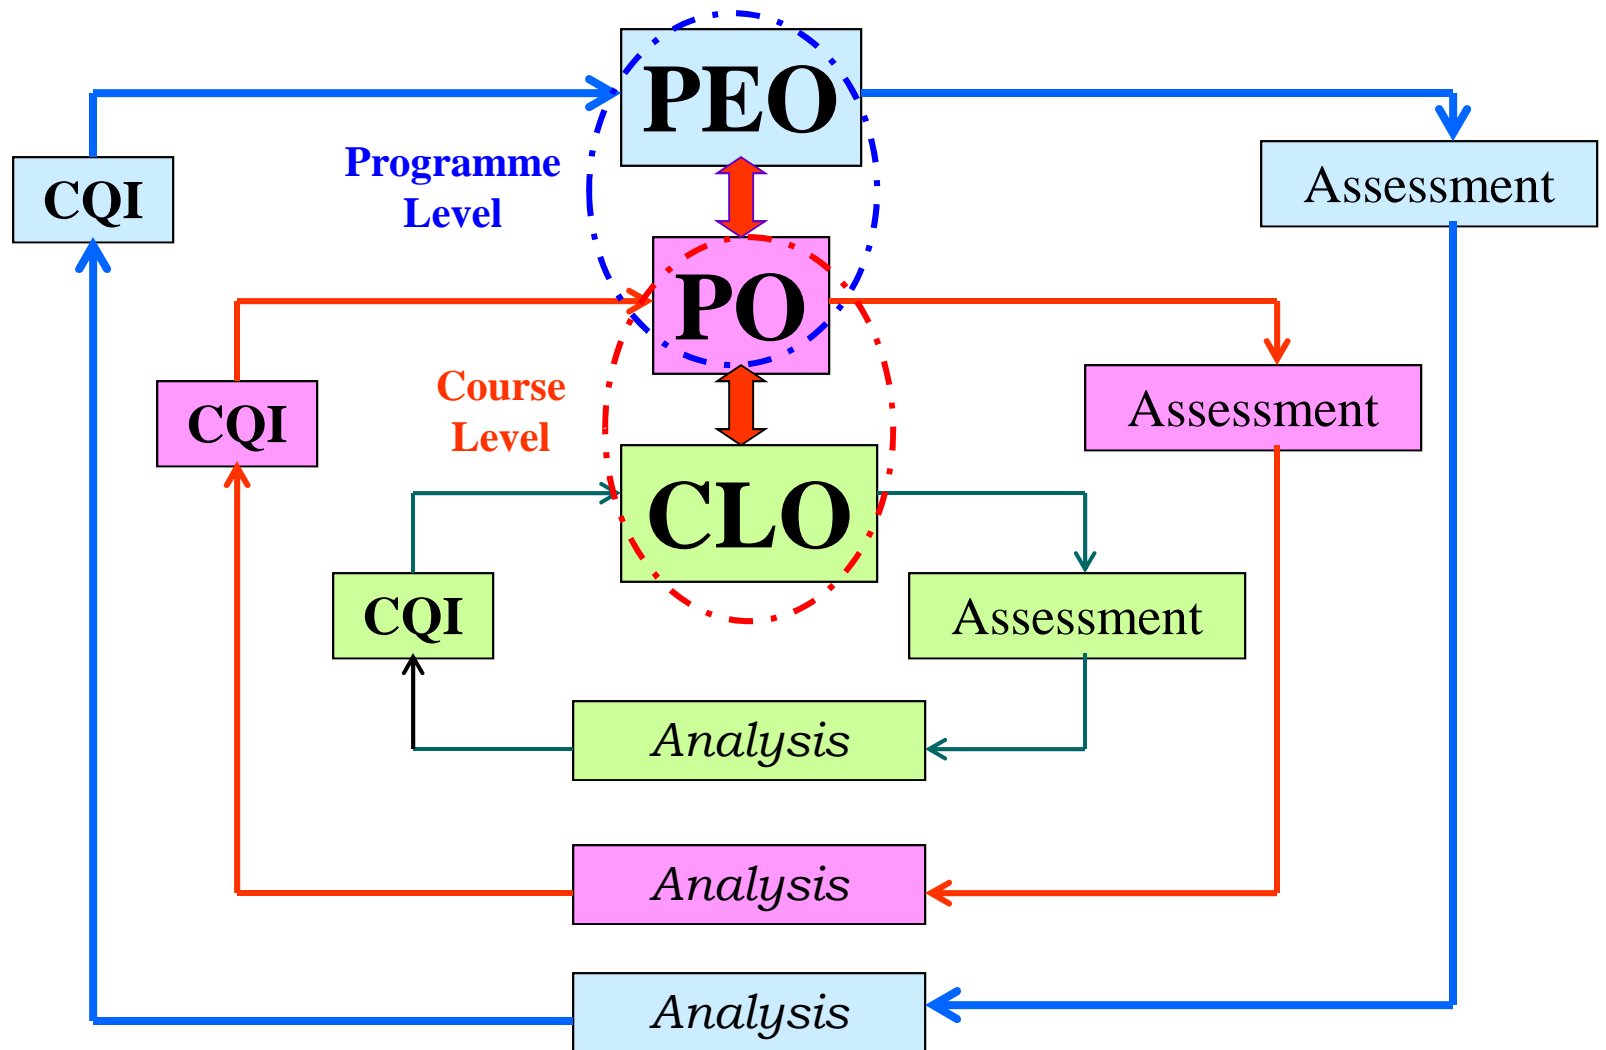 PEO
Programme
Level
CQI
Assessment
PO
Course
Level
CQI
Assessment
CLO
CQI
Assessment
Analysis
Analysis
Analysis